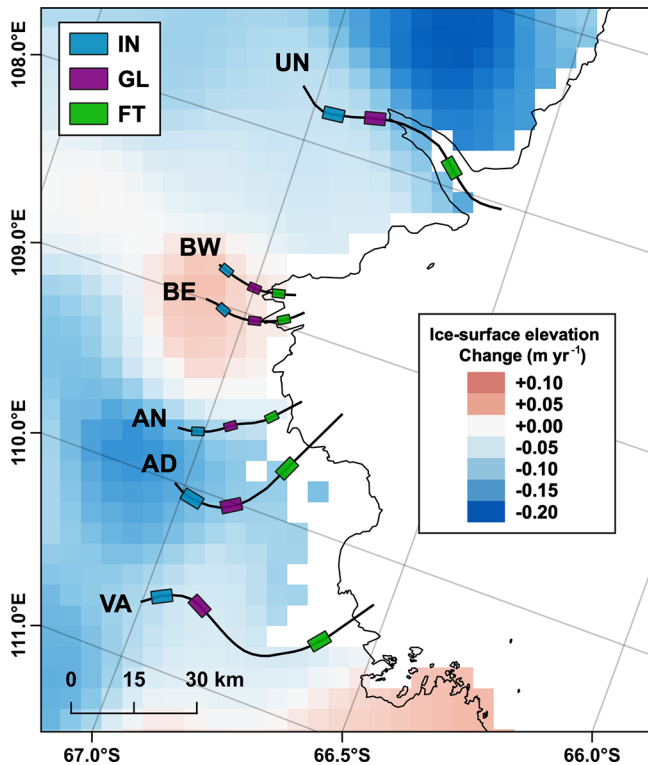 108.0°E
109.0°E
110.0°E
111.0°E
IN
GL
FT
UN
BW
BE
AN
AD
VA
Ice-surface elevation
Change (m yr⁻¹)
+0.10
+0.05
+0.00
-0.05
-0.10
-0.15
-0.20
0 15 30 km
67.0°S 66.5°S 66.0°S